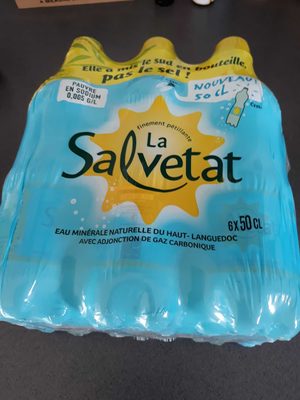 Elle a mis le sud en bouteille,
pas le sel !
PAUVRE
EN SODIUM
0,005 G/L
NOUVEAU
50 CL
Finement pétillante
La
Salvetat
6x50 CL
EAU MINÉRALE NATURELLE DU HAUT-LANGUEDOC
AVEC ADJONCTION DE GAZ CARBONIQUE